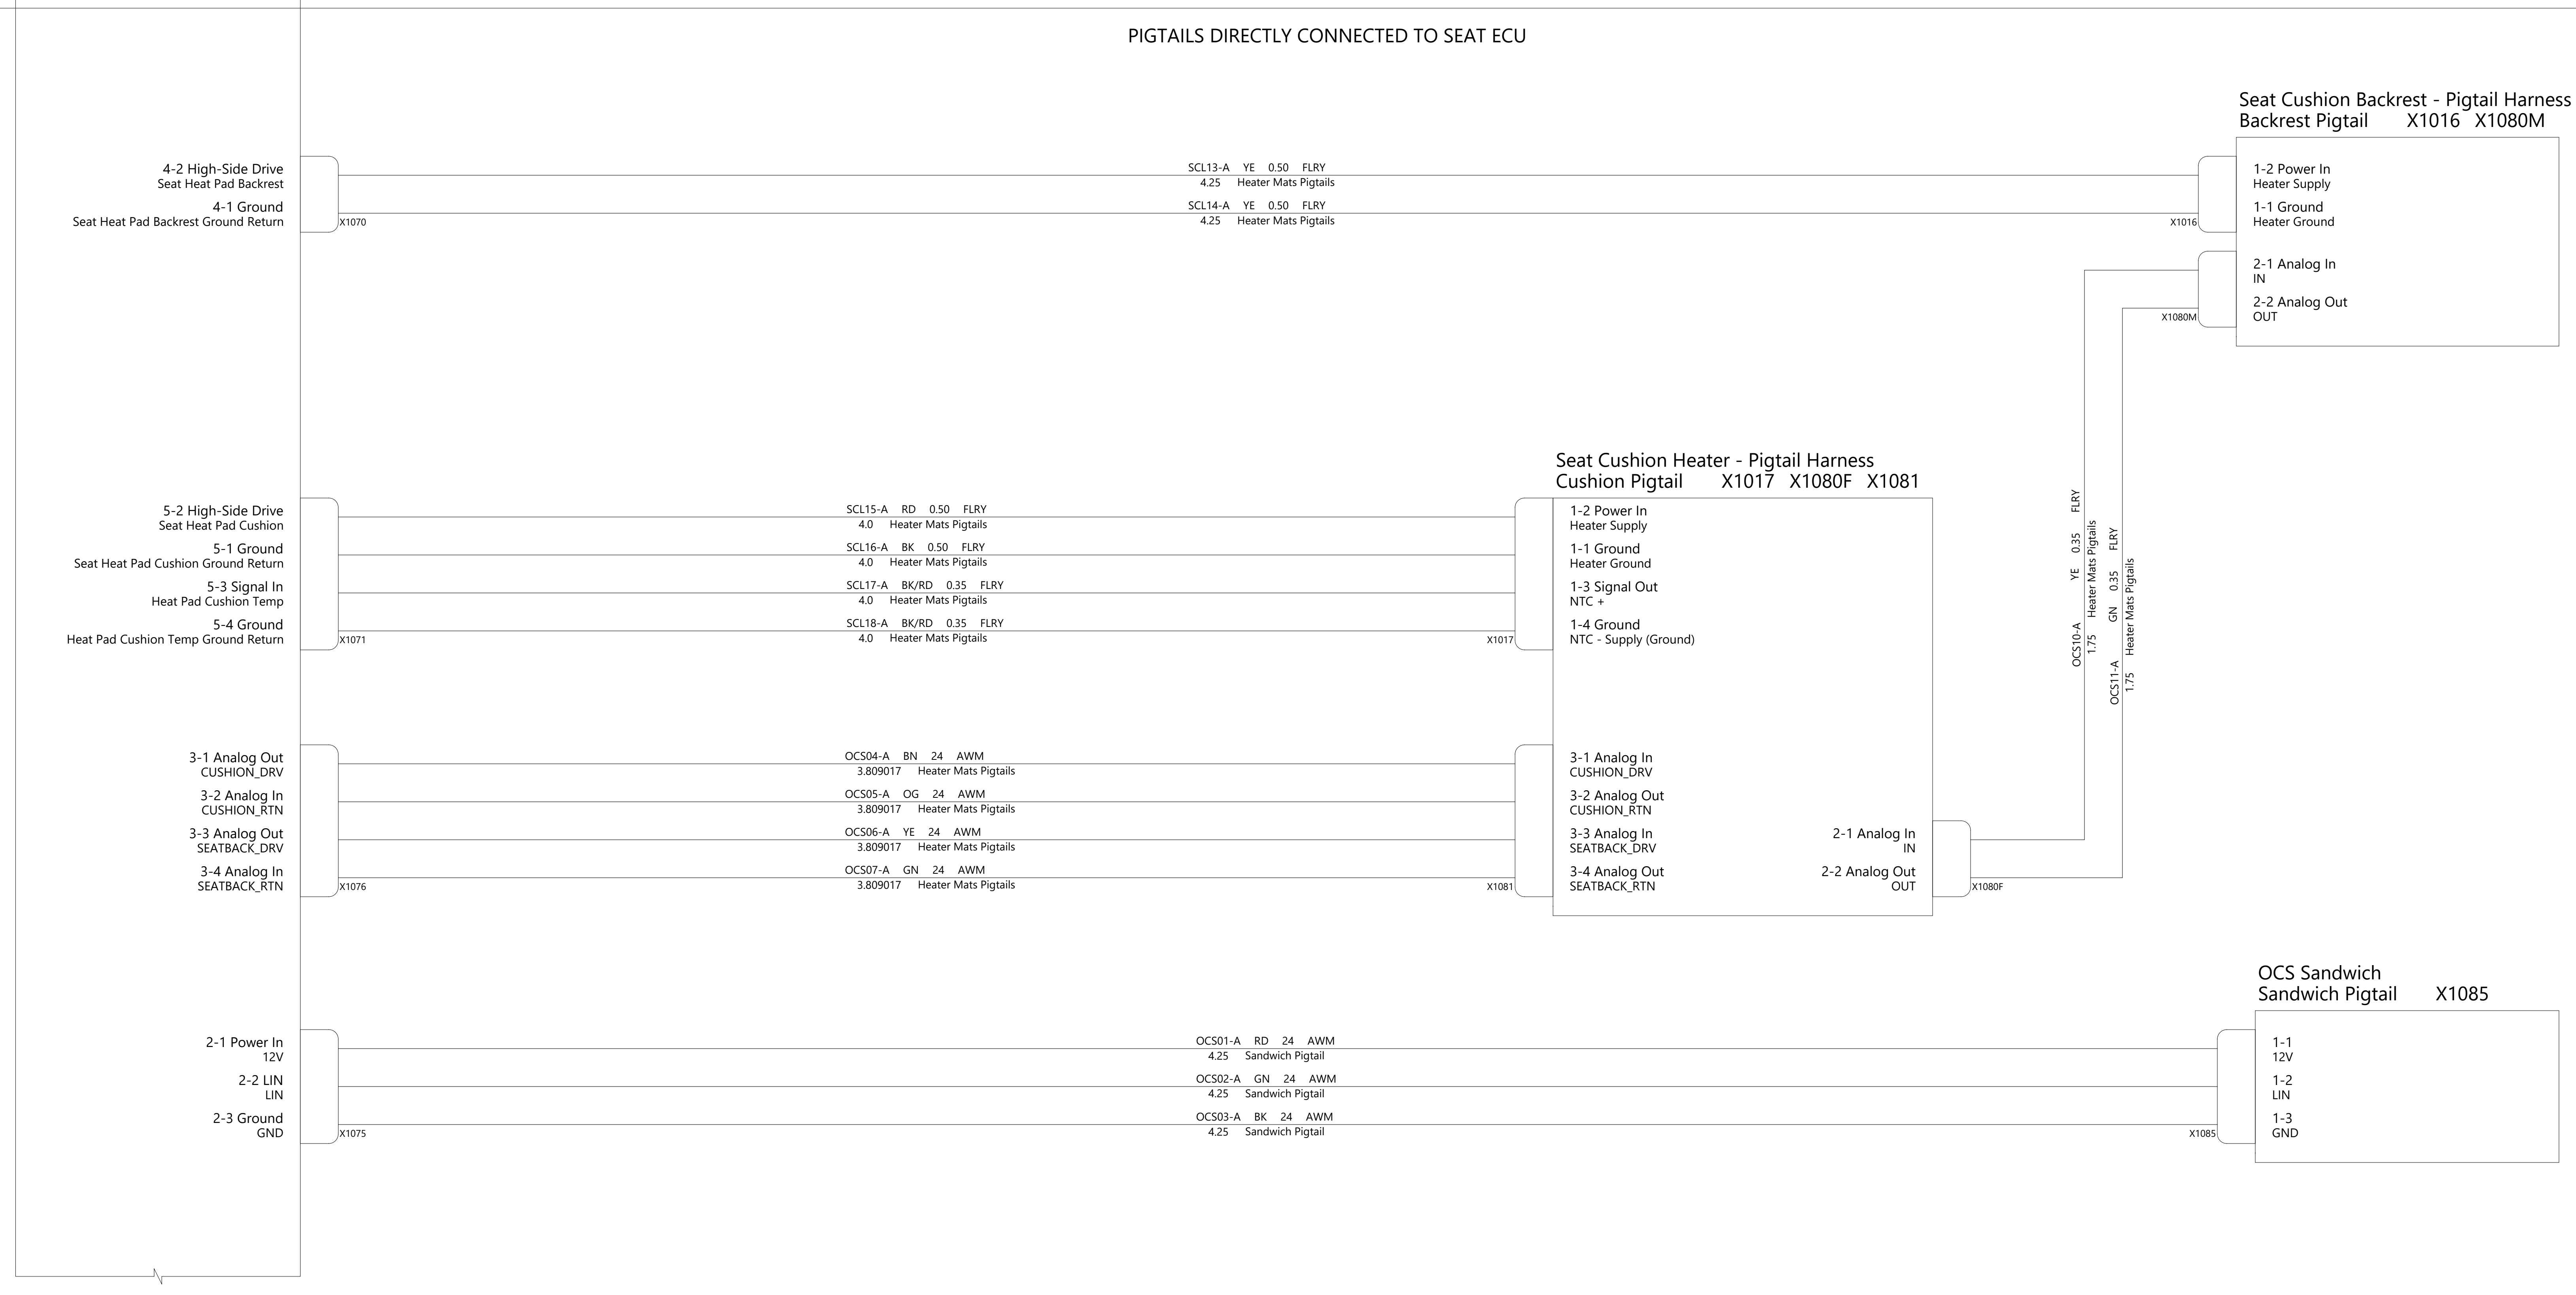 PIGTAILS DIRECTLY CONNECTED TO SEAT ECU
Seat Cushion Backrest - Pigtail Harness
Backrest Pigtail X1016 X1080M
4-2 High-Side Drive
Seat Heat Pad Backrest
4-1 Ground
Seat Heat Pad Backrest Ground Return
X1070
SCL13-A YE 0.50 FLRY
4.25 Heater Mats Pigtails
SCL14-A YE 0.50 FLRY
4.25 Heater Mats Pigtails
X1016
1-2 Power In
Heater Supply
1-1 Ground
Heater Ground
X1080M
2-1 Analog In
IN
2-2 Analog Out
OUT
Seat Cushion Heater - Pigtail Harness
Cushion Pigtail X1017 X1080F X1081
5-2 High-Side Drive
Seat Heat Pad Cushion
5-1 Ground
Seat Heat Pad Cushion Ground Return
5-3 Signal In
Heat Pad Cushion Temp
5-4 Ground
Heat Pad Cushion Temp Ground Return
X1071
SCL15-A RD 0.50 FLRY
4.0 Heater Mats Pigtails
SCL16-A BK 0.50 FLRY
4.0 Heater Mats Pigtails
SCL17-A BK/RD 0.35 FLRY
4.0 Heater Mats Pigtails
SCL18-A BK/RD 0.35 FLRY
4.0 Heater Mats Pigtails
X1017
1-2 Power In
Heater Supply
1-1 Ground
Heater Ground
1-3 Signal Out
NTC +
1-4 Ground
NTC - Supply (Ground)
OCS10-A YE 0.35 FLRY
1.75 Heater Mats Pigtails
OCS11-A GN 0.35 FLRY
1.75 Heater Mats Pigtails
3-1 Analog Out
CUSHION_DRV
3-2 Analog In
CUSHION_RTN
3-3 Analog Out
SEATBACK_DRV
3-4 Analog In
SEATBACK_RTN
X1076
OCS04-A BN 24 AWM
3.809017 Heater Mats Pigtails
OCS05-A OG 24 AWM
3.809017 Heater Mats Pigtails
OCS06-A YE 24 AWM
3.809017 Heater Mats Pigtails
OCS07-A GN 24 AWM
3.809017 Heater Mats Pigtails
X1081
3-1 Analog In
CUSHION_DRV
3-2 Analog Out
CUSHION_RTN
3-3 Analog In
SEATBACK_DRV
3-4 Analog Out
SEATBACK_RTN
2-1 Analog In
IN
2-2 Analog Out
OUT
X1080F
OCS Sandwich
Sandwich Pigtail X1085
2-1 Power In
12V
2-2 LIN
LIN
2-3 Ground
GND
X1075
OCS01-A RD 24 AWM
4.25 Sandwich Pigtail
OCS02-A GN 24 AWM
4.25 Sandwich Pigtail
OCS03-A BK 24 AWM
4.25 Sandwich Pigtail
X1085
1-1
12V
1-2
LIN
1-3
GND